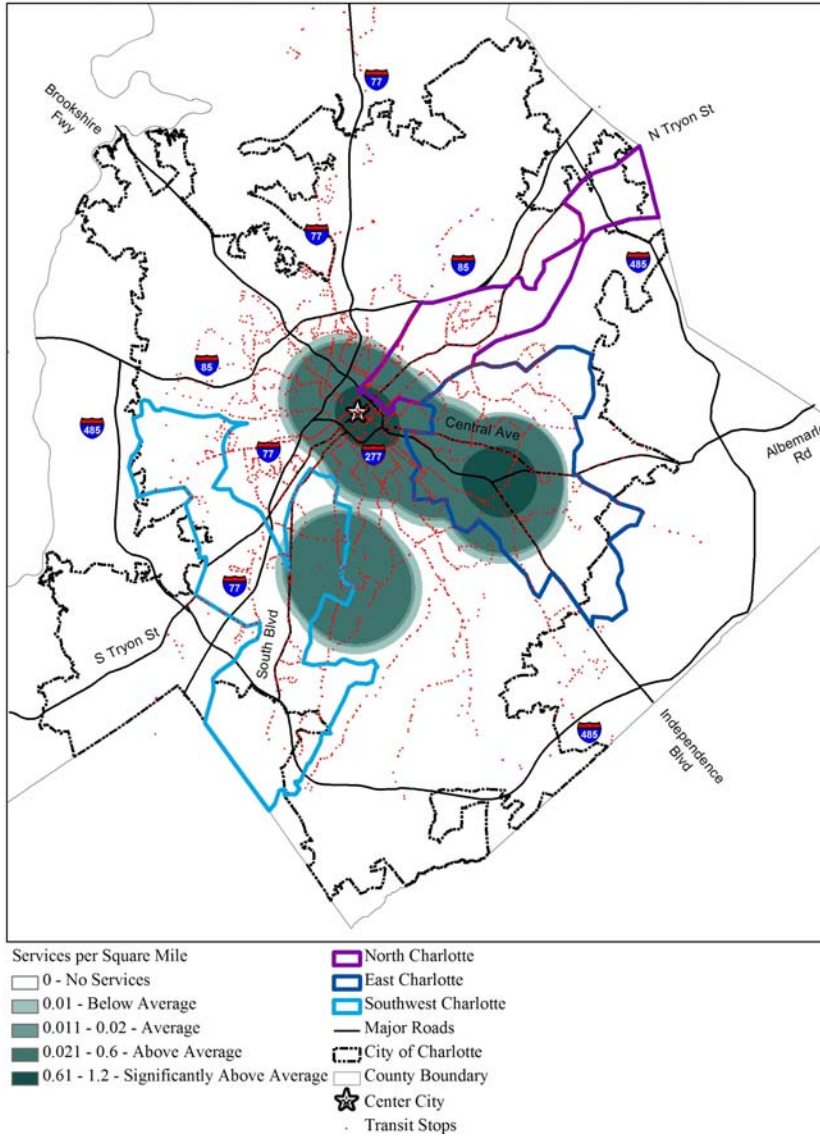 77
Brookshire
Fwy
N Tryon St
77
85
485
85
Central Ave
485
77
277
Albemarle
Rd
77
S Tryon St
South Blvd
485
Independence
Blvd
Services per Square Mile
0 - No Services
0.01 - Below Average
0.011 - 0.02 - Average
0.021 - 0.6 - Above Average
0.61 - 1.2 - Significantly Above Average
North Charlotte
East Charlotte
Southwest Charlotte
Major Roads
City of Charlotte
County Boundary
Center City
Transit Stops